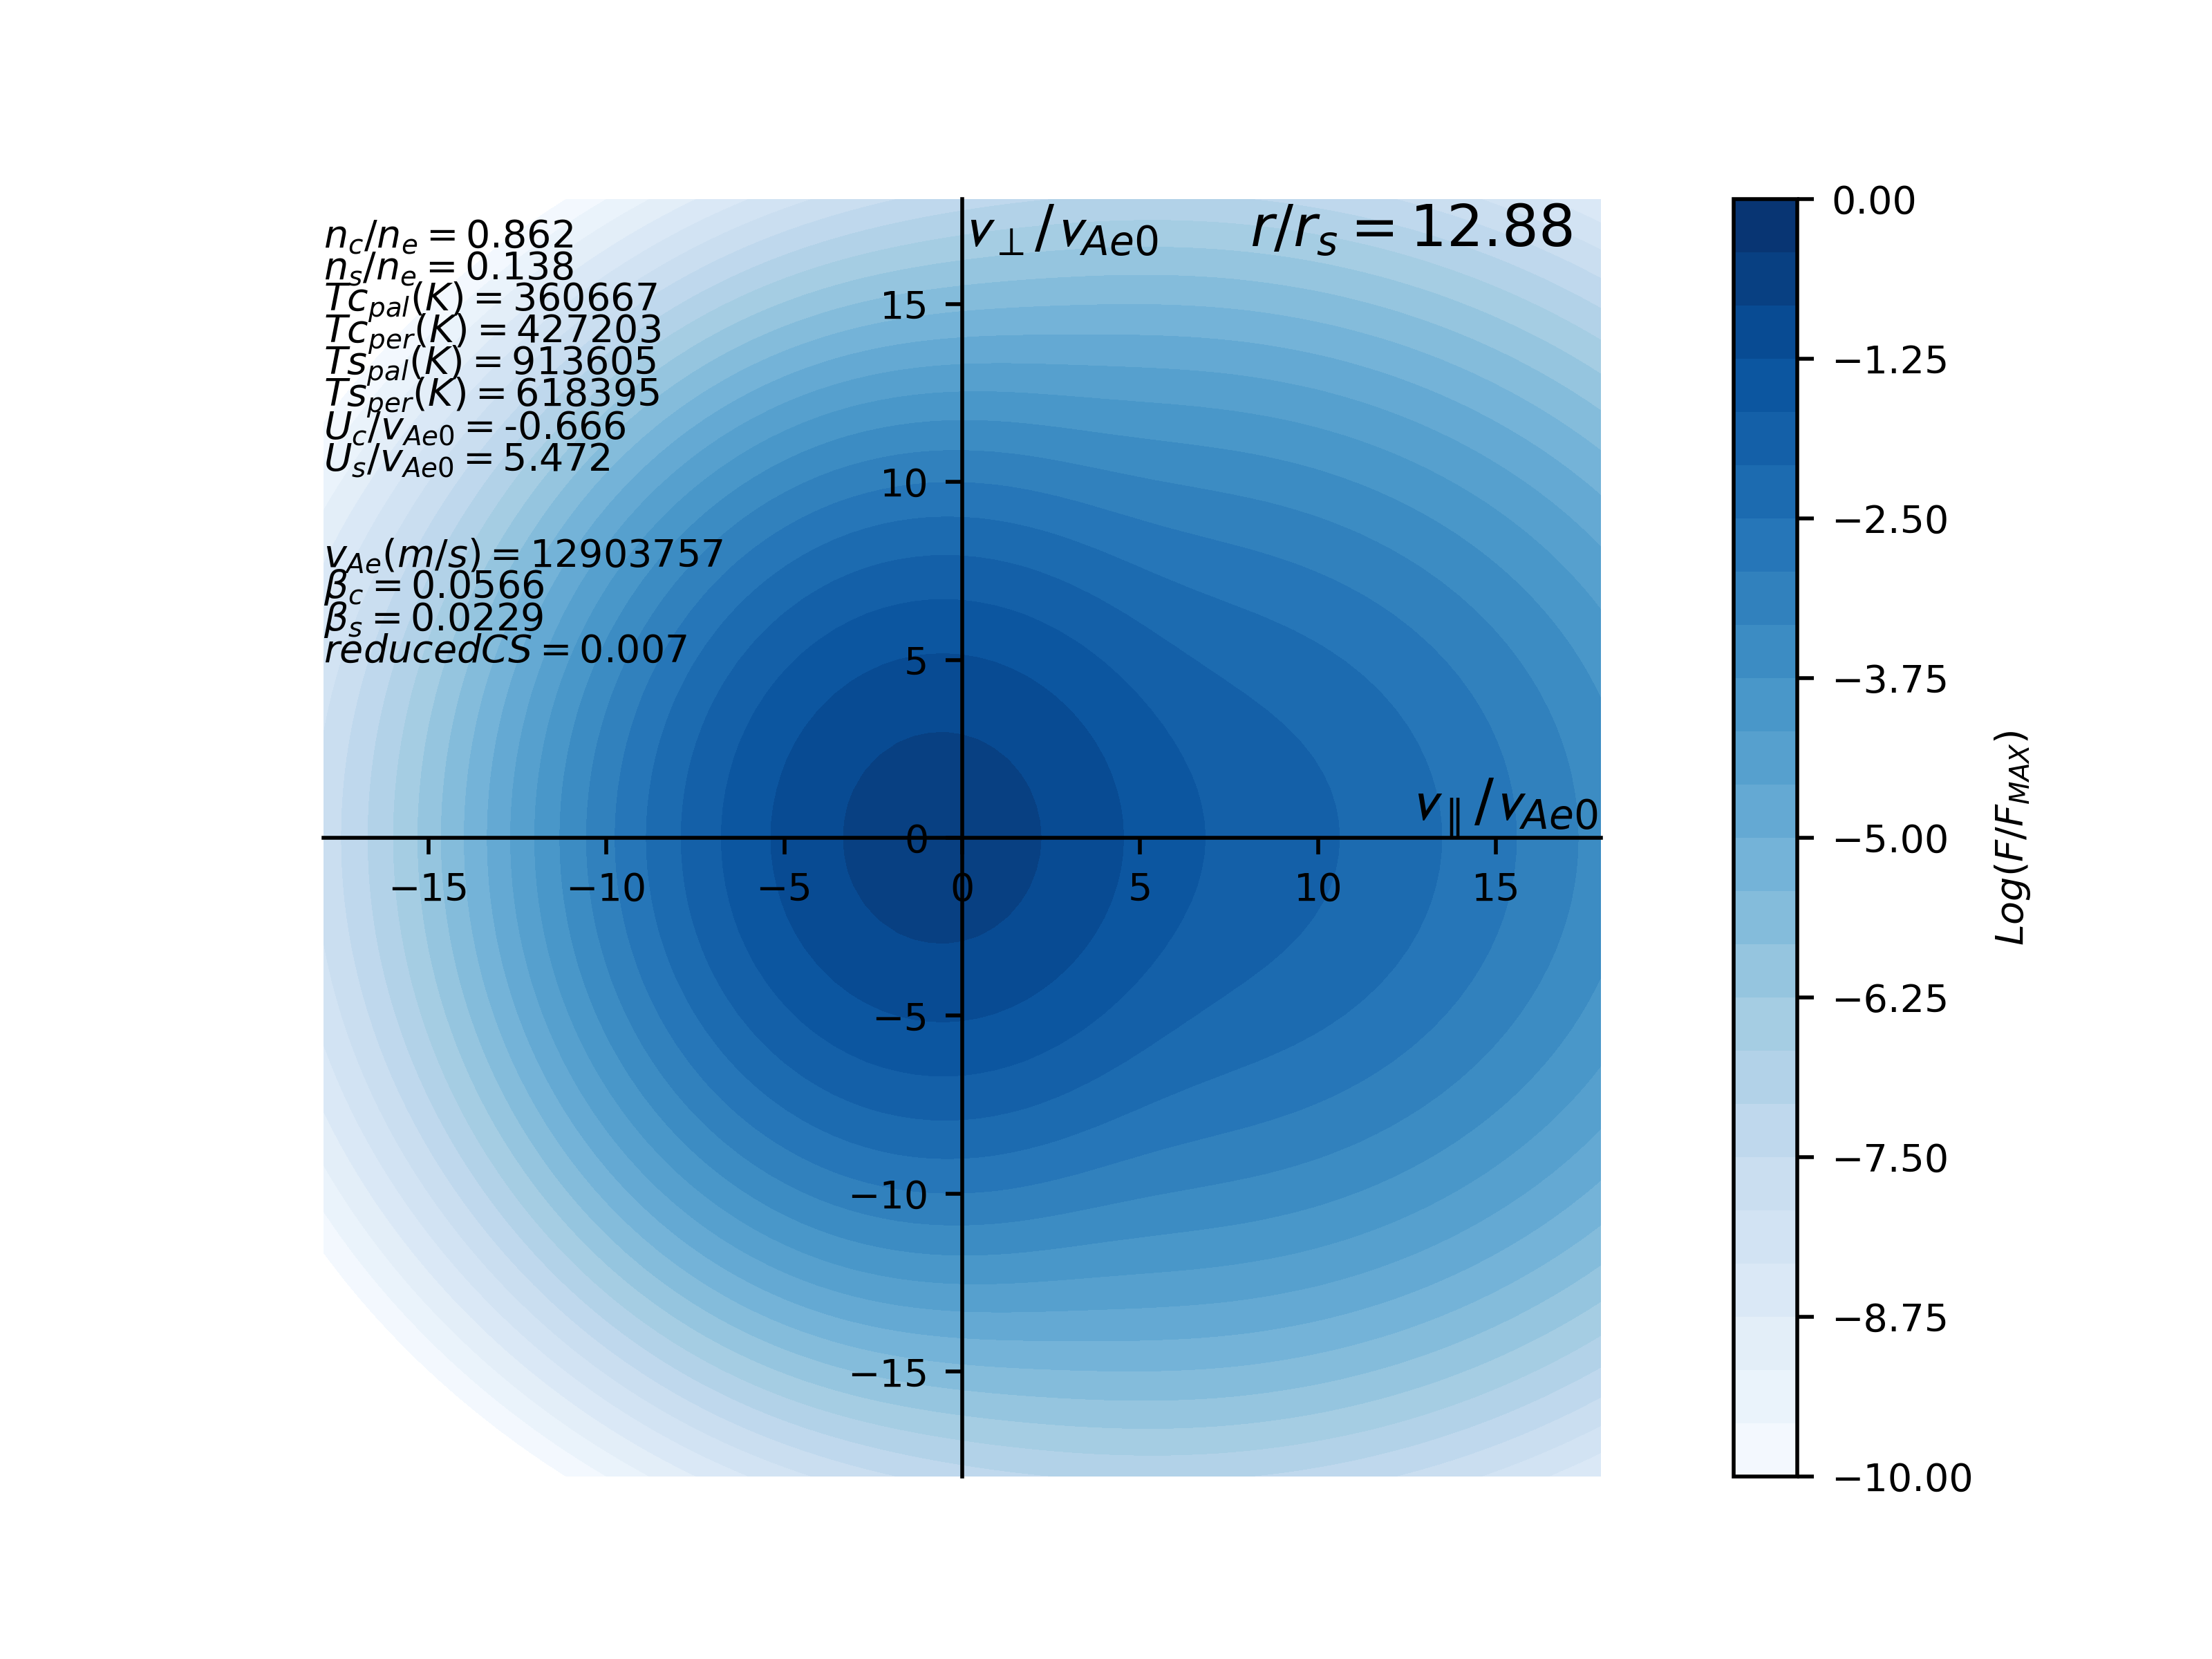 n_c/n_e = 0.862
n_s/n_e = 0.138
Tc_pal(K) = 360667
Tc_per(K) = 427203
Ts_pal(K) = 913605
Ts_per(K) = 618395
U_c/v_Ae0 = -0.666
U_s/v_Ae0 = 5.472
v_Ae(m/s) = 12903757
β_c = 0.0566
β_s = 0.0229
reducedCS = 0.007
v_⊥/v_Ae0
r/r_s = 12.88
15
10
5
0
−5
−10
−15
v_∥/v_Ae0
−15 −10 −5 0 5 10 15
0.00
−1.25
−2.50
−3.75
−5.00
−6.25
−7.50
−8.75
−10.00
Log(F/F_MAX)